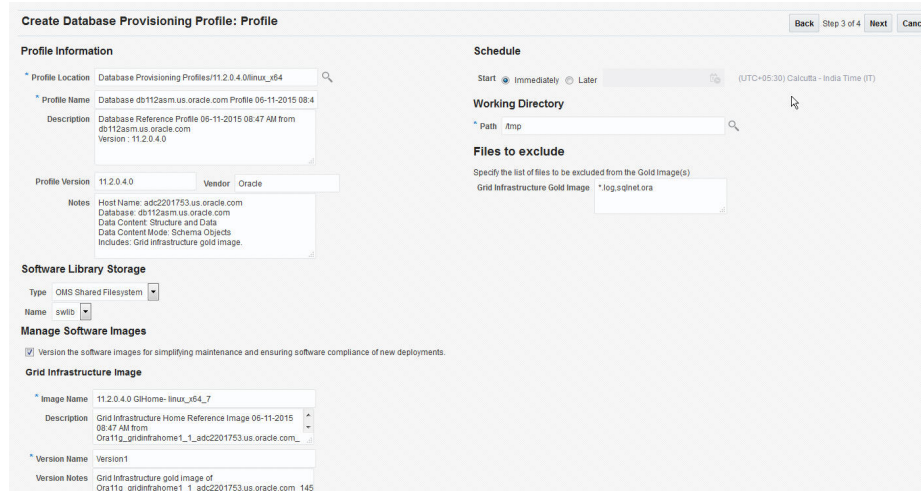 Create Database Provisioning Profile: Profile
Back Step 3 of 4 Next Canc
Profile Information
* Profile Location Database Provisioning Profiles/11.2.0.4.0/linux_x64
* Profile Name Database db112asm.us.oracle.com Profile 06-11-2015 08:4
Description Database Reference Profile 06-11-2015 08:47 AM from
db112asm.us.oracle.com
Version : 11.2.0.4.0
Profile Version 11.2.0.4.0 Vendor Oracle
Notes Host Name: adc2201753.us.oracle.com
Database: db112asm.us.oracle.com
Data Content: Structure and Data
Data Content Mode: Schema Objects
Includes: Grid infrastructure gold image.
Software Library Storage
Type OMS Shared Filesystem
Name swlib
Manage Software Images
Version the software images for simplifying maintenance and ensuring software compliance of new deployments.
Grid Infrastructure Image
* Image Name 11.2.0.4.0 GIHome- linux_x64_7
Description Grid Infrastructure Home Reference Image 06-11-2015
08:47 AM from
Ora11g_gridinfrahome1_1_adc2201753.us.oracle.com_
* Version Name Version1
Version Notes Grid Infrastructure gold image of
Ora11g_gridinfrahome1_1_adc2201753.us.oracle.com_145
Schedule
Start Immediately Later (UTC+05:30) Calcutta - India Time (IT)
Working Directory
* Path /tmp
Files to exclude
Specify the list of files to be excluded from the Gold Image(s)
Grid Infrastructure Gold Image *.log,sqlnet.ora